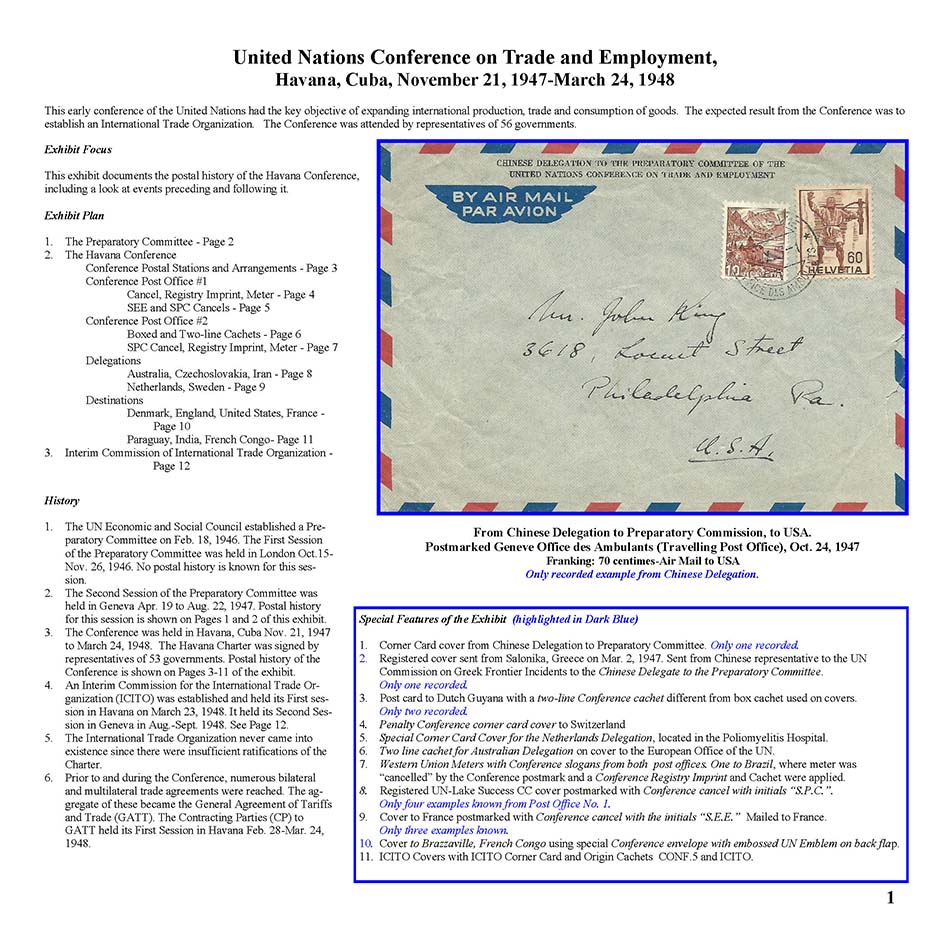 United Nations Conference on Trade and Employment,
Havana, Cuba, November 21, 1947-March 24, 1948
This early conference of the United Nations had the key objective of expanding international production, trade and consumption of goods. The expected result from the Conference was to
establish an International Trade Organization. The Conference was attended by representatives of 56 governments.
Exhibit Focus
This exhibit documents the postal history of the Havana Conference,
including a look at events preceding and following it.
Exhibit Plan
1. The Preparatory Committee - Page 2
2. The Havana Conference
Conference Postal Stations and Arrangements - Page 3
Conference Post Office #1
Cancel, Registry Imprint, Meter - Page 4
SEE and SPC Cancels - Page 5
Conference Post Office #2
Boxed and Two-line Cachets - Page 6
SPC Cancel, Registry Imprint, Meter - Page 7
Delegations
Australia, Czechoslovakia, Iran - Page 8
Netherlands, Sweden - Page 9
Destinations
Denmark, England, United States, France -
Page 10
Paraguay, India, French Congo- Page 11
3. Interim Commission of International Trade Organization -
Page 12
History
1. The UN Economic and Social Council established a Pre-
paratory Committee on Feb. 18, 1946. The First Session
of the Preparatory Committee was held in London Oct.15-
Nov. 26, 1946. No postal history is known for this ses-
sion.
2. The Second Session of the Preparatory Committee was
held in Geneva Apr. 19 to Aug. 22, 1947. Postal history
for this session is shown on Pages 1 and 2 of this exhibit.
3. The Conference was held in Havana, Cuba Nov. 21, 1947
to March 24, 1948. The Havana Charter was signed by
representatives of 53 governments. Postal history of the
Conference is shown on Pages 3-11 of the exhibit.
4. An Interim Commission for the International Trade Or-
ganization (ICITO) was established and held its First ses-
sion in Havana on March 23, 1948. It held its Second Ses-
sion in Geneva in Aug.-Sept. 1948. See Page 12.
5. The International Trade Organization never came into
existence since there were insufficient ratifications of the
Charter.
6. Prior to and during the Conference, numerous bilateral
and multilateral trade agreements were reached. The ag-
gregate of these became the General Agreement of Tariffs
and Trade (GATT). The Contracting Parties (CP) to
GATT held its First Session in Havana Feb. 28-Mar. 24,
1948.
CHINESE DELEGATION TO THE PREPARATORY COMMITTEE OF THE
UNITED NATIONS CONFERENCE ON TRADE AND EMPLOYMENT
BY AIR MAIL
PAR AVION
10
60
HELVETIA
Mr. John King
3618, Locust Street
Philadelphia Pa.
U.S.A.
From Chinese Delegation to Preparatory Commission, to USA.
Postmarked Geneve Office des Ambulants (Travelling Post Office), Oct. 24, 1947
Franking: 70 centimes-Air Mail to USA
Only recorded example from Chinese Delegation.
Special Features of the Exhibit (highlighted in Dark Blue)
1. Corner Card cover from Chinese Delegation to Preparatory Committee. Only one recorded.
2. Registered cover sent from Salonika, Greece on Mar. 2, 1947. Sent from Chinese representative to the UN
Commission on Greek Frontier Incidents to the Chinese Delegate to the Preparatory Committee.
Only one recorded.
3. Post card to Dutch Guyana with a two-line Conference cachet different from box cachet used on covers.
Only two recorded.
4. Penalty Conference corner card cover to Switzerland
5. Special Corner Card Cover for the Netherlands Delegation, located in the Poliomyelitis Hospital.
6. Two line cachet for Australian Delegation on cover to the European Office of the UN.
7. Western Union Meters with Conference slogans from both post offices. One to Brazil, where meter was
“cancelled” by the Conference postmark and a Conference Registry Imprint and Cachet were applied.
8. Registered UN-Lake Success CC cover postmarked with Conference cancel with initials “S.P.C.”.
Only four examples known from Post Office No. 1.
9. Cover to France postmarked with Conference cancel with the initials “S.E.E.” Mailed to France.
Only three examples known.
10. Cover to Brazzaville, French Congo using special Conference envelope with embossed UN Emblem on back flap.
11. ICITO Covers with ICITO Corner Card and Origin Cachets CONF.5 and ICITO.
1